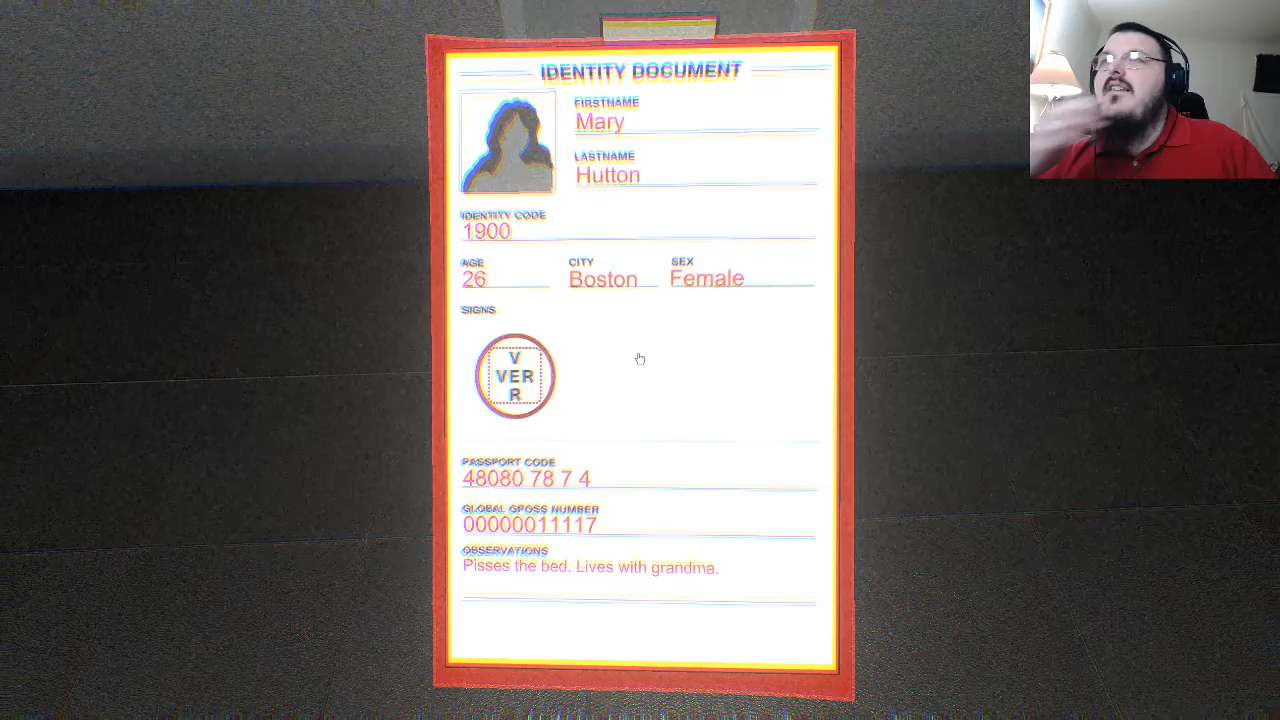 IDENTITY DOCUMENT
FIRSTNAME
Mary
LASTNAME
Hutton
IDENTITY CODE
1900
AGE CITY SEX
26 Boston Female
SIGNS
V
VER
R
PASSPORT CODE
48080 78 7 4
GLOBAL GPOSS NUMBER
00000011117
OBSERVATIONS
Pisses the bed. Lives with grandma.